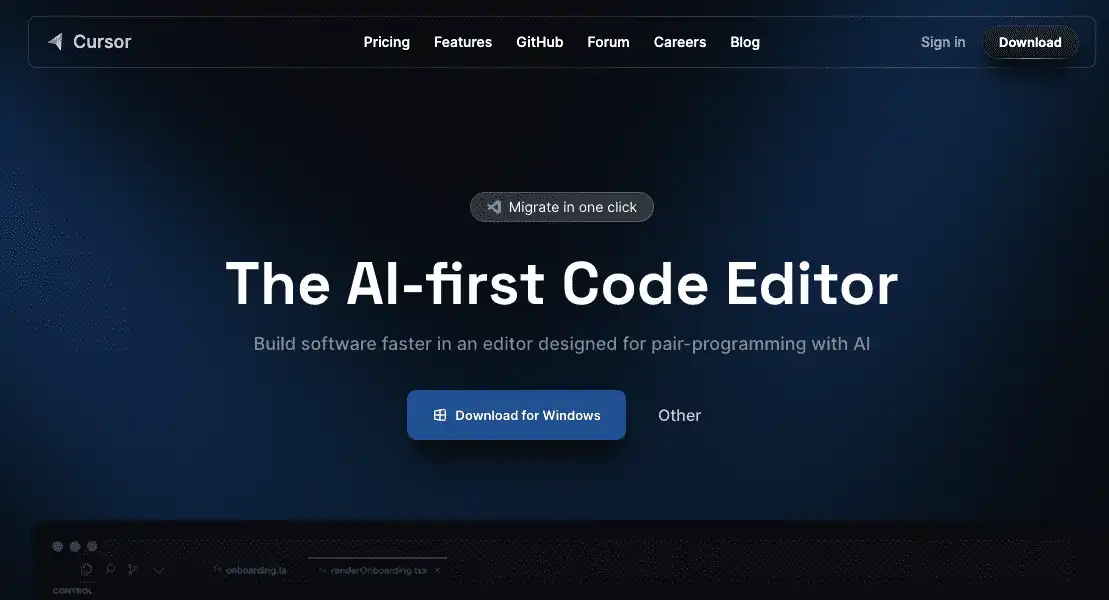 Cursor
Pricing Features GitHub Forum Careers Blog
Sign in Download
Migrate in one click
The AI-first Code Editor
Build software faster in an editor designed for pair-programming with AI
Download for Windows Other
onboarding.ts renderOnboarding.tsx
CONTROL